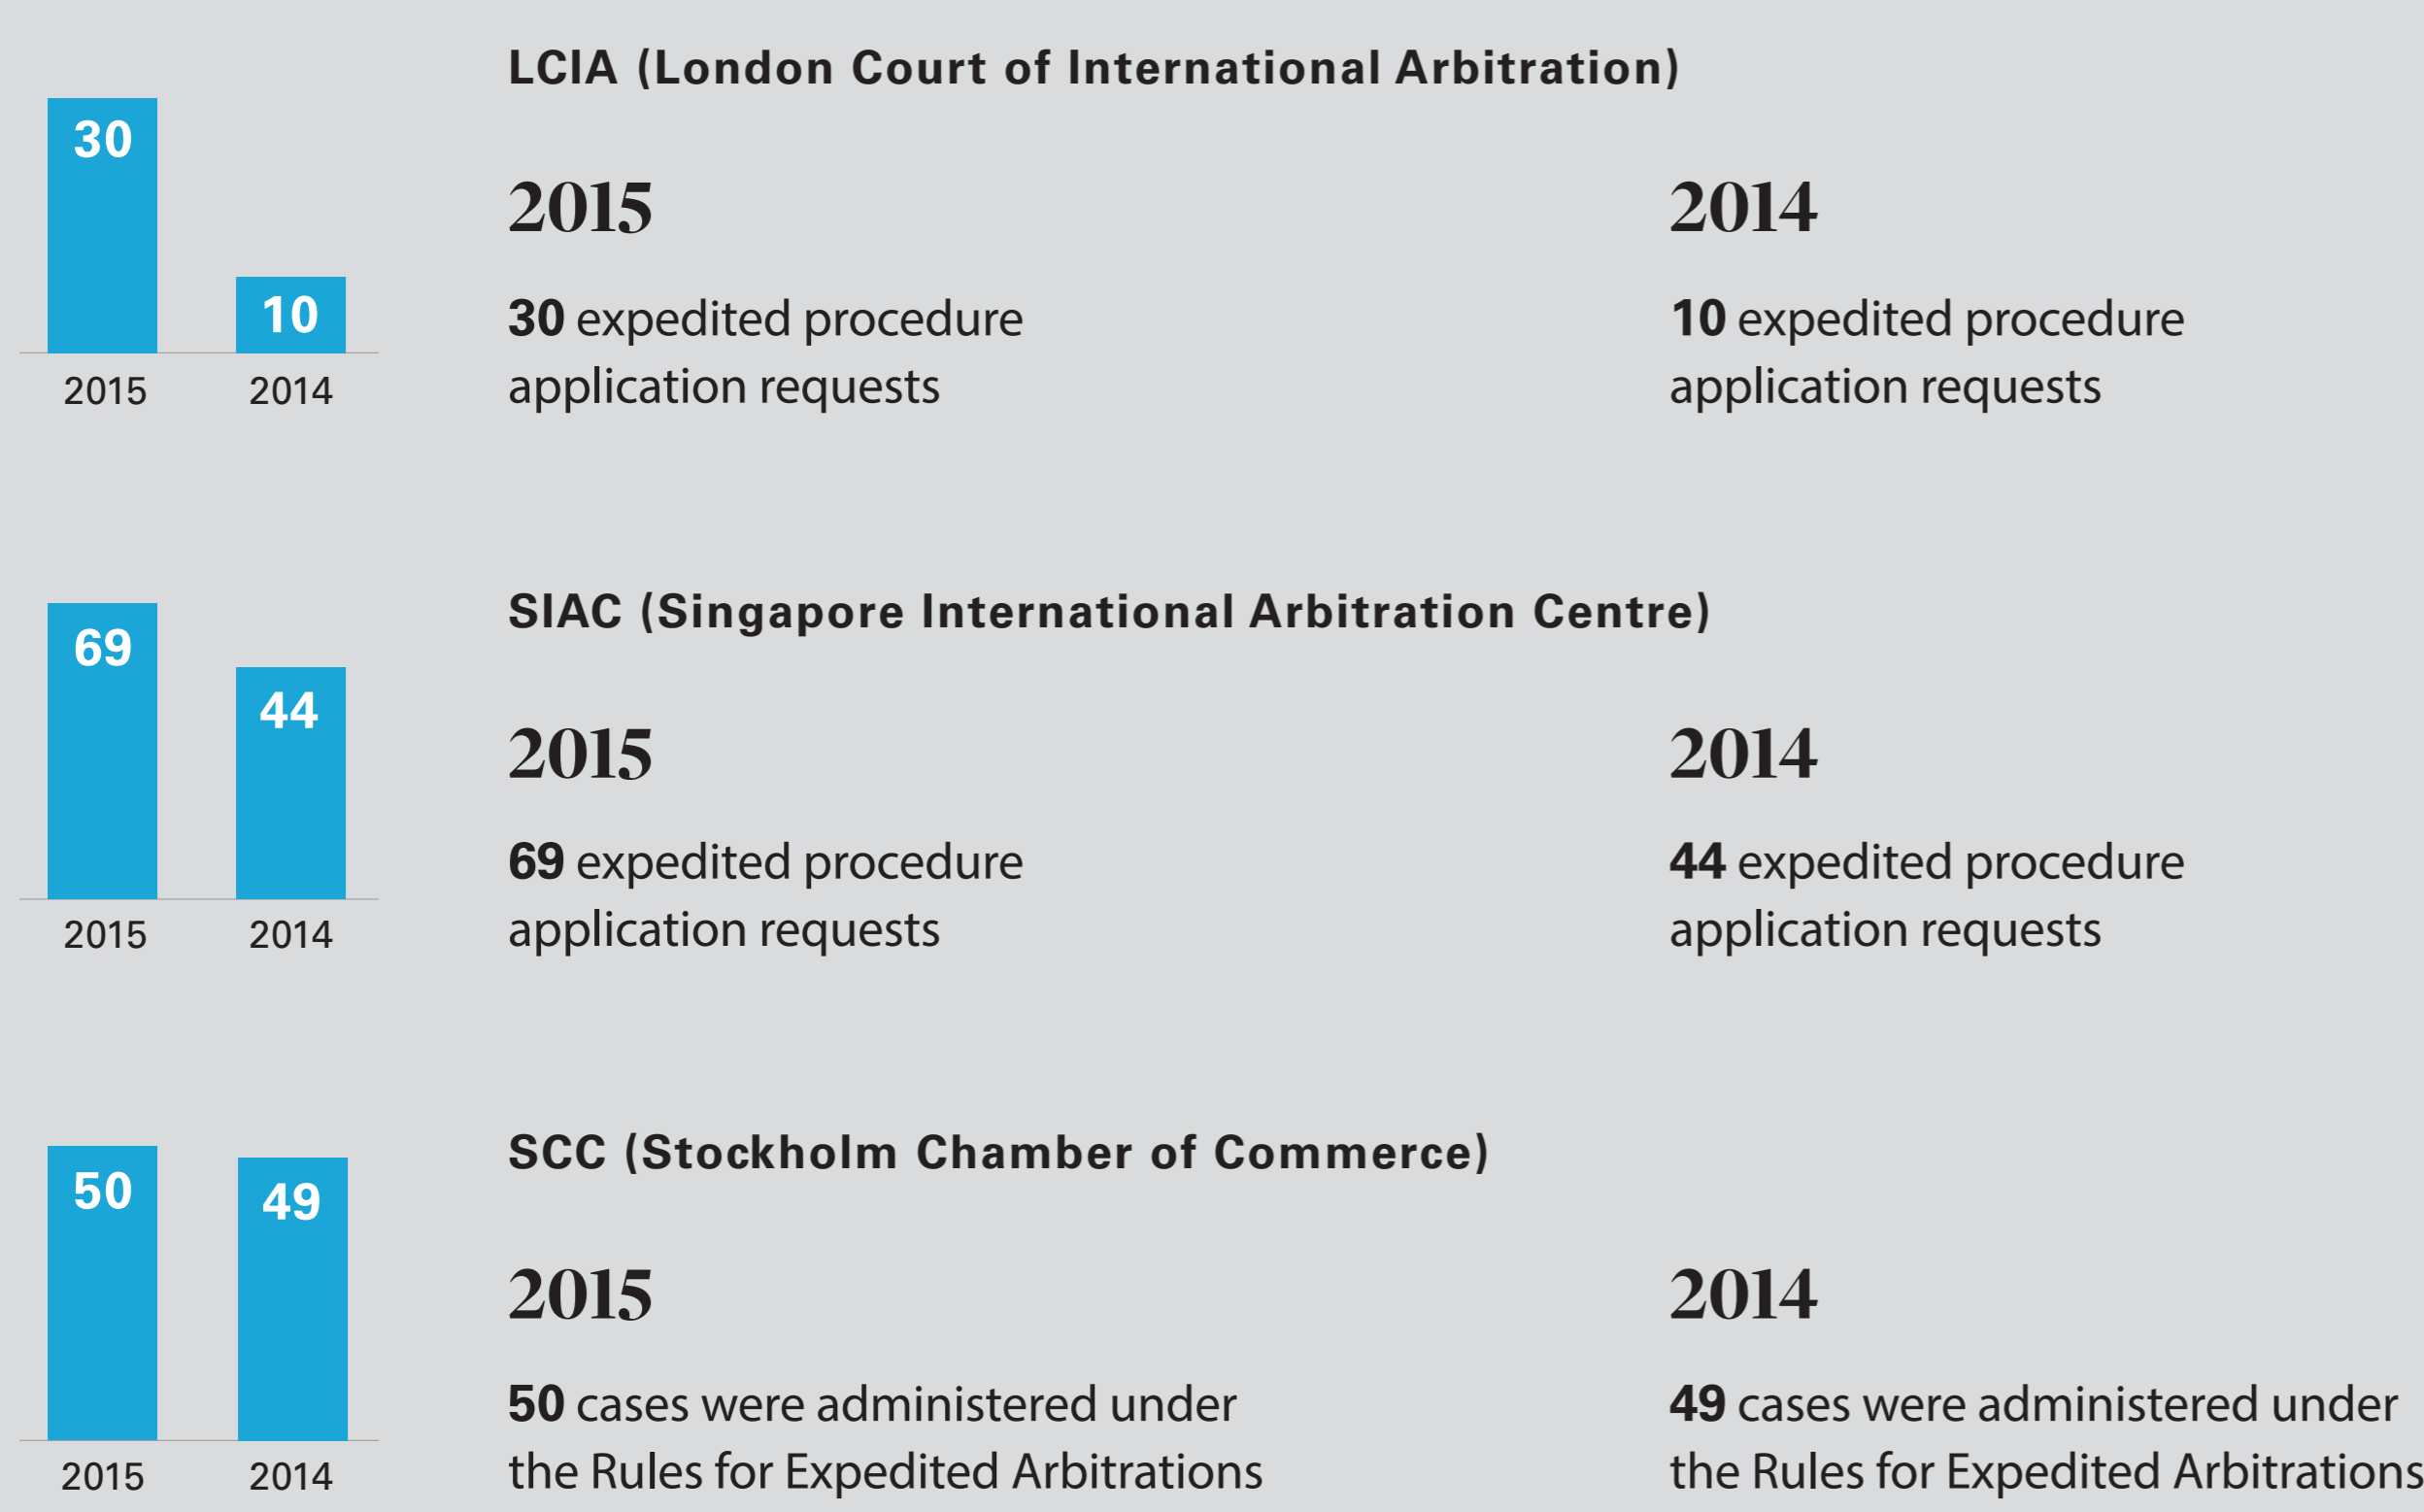 LCIA (London Court of International Arbitration)
30
10
2015
2014
2015
30 expedited procedure
application requests
2014
10 expedited procedure
application requests
SIAC (Singapore International Arbitration Centre)
69
44
2015
2014
2015
69 expedited procedure
application requests
2014
44 expedited procedure
application requests
SCC (Stockholm Chamber of Commerce)
50
49
2015
2014
2015
50 cases were administered under
the Rules for Expedited Arbitrations
2014
49 cases were administered under
the Rules for Expedited Arbitrations